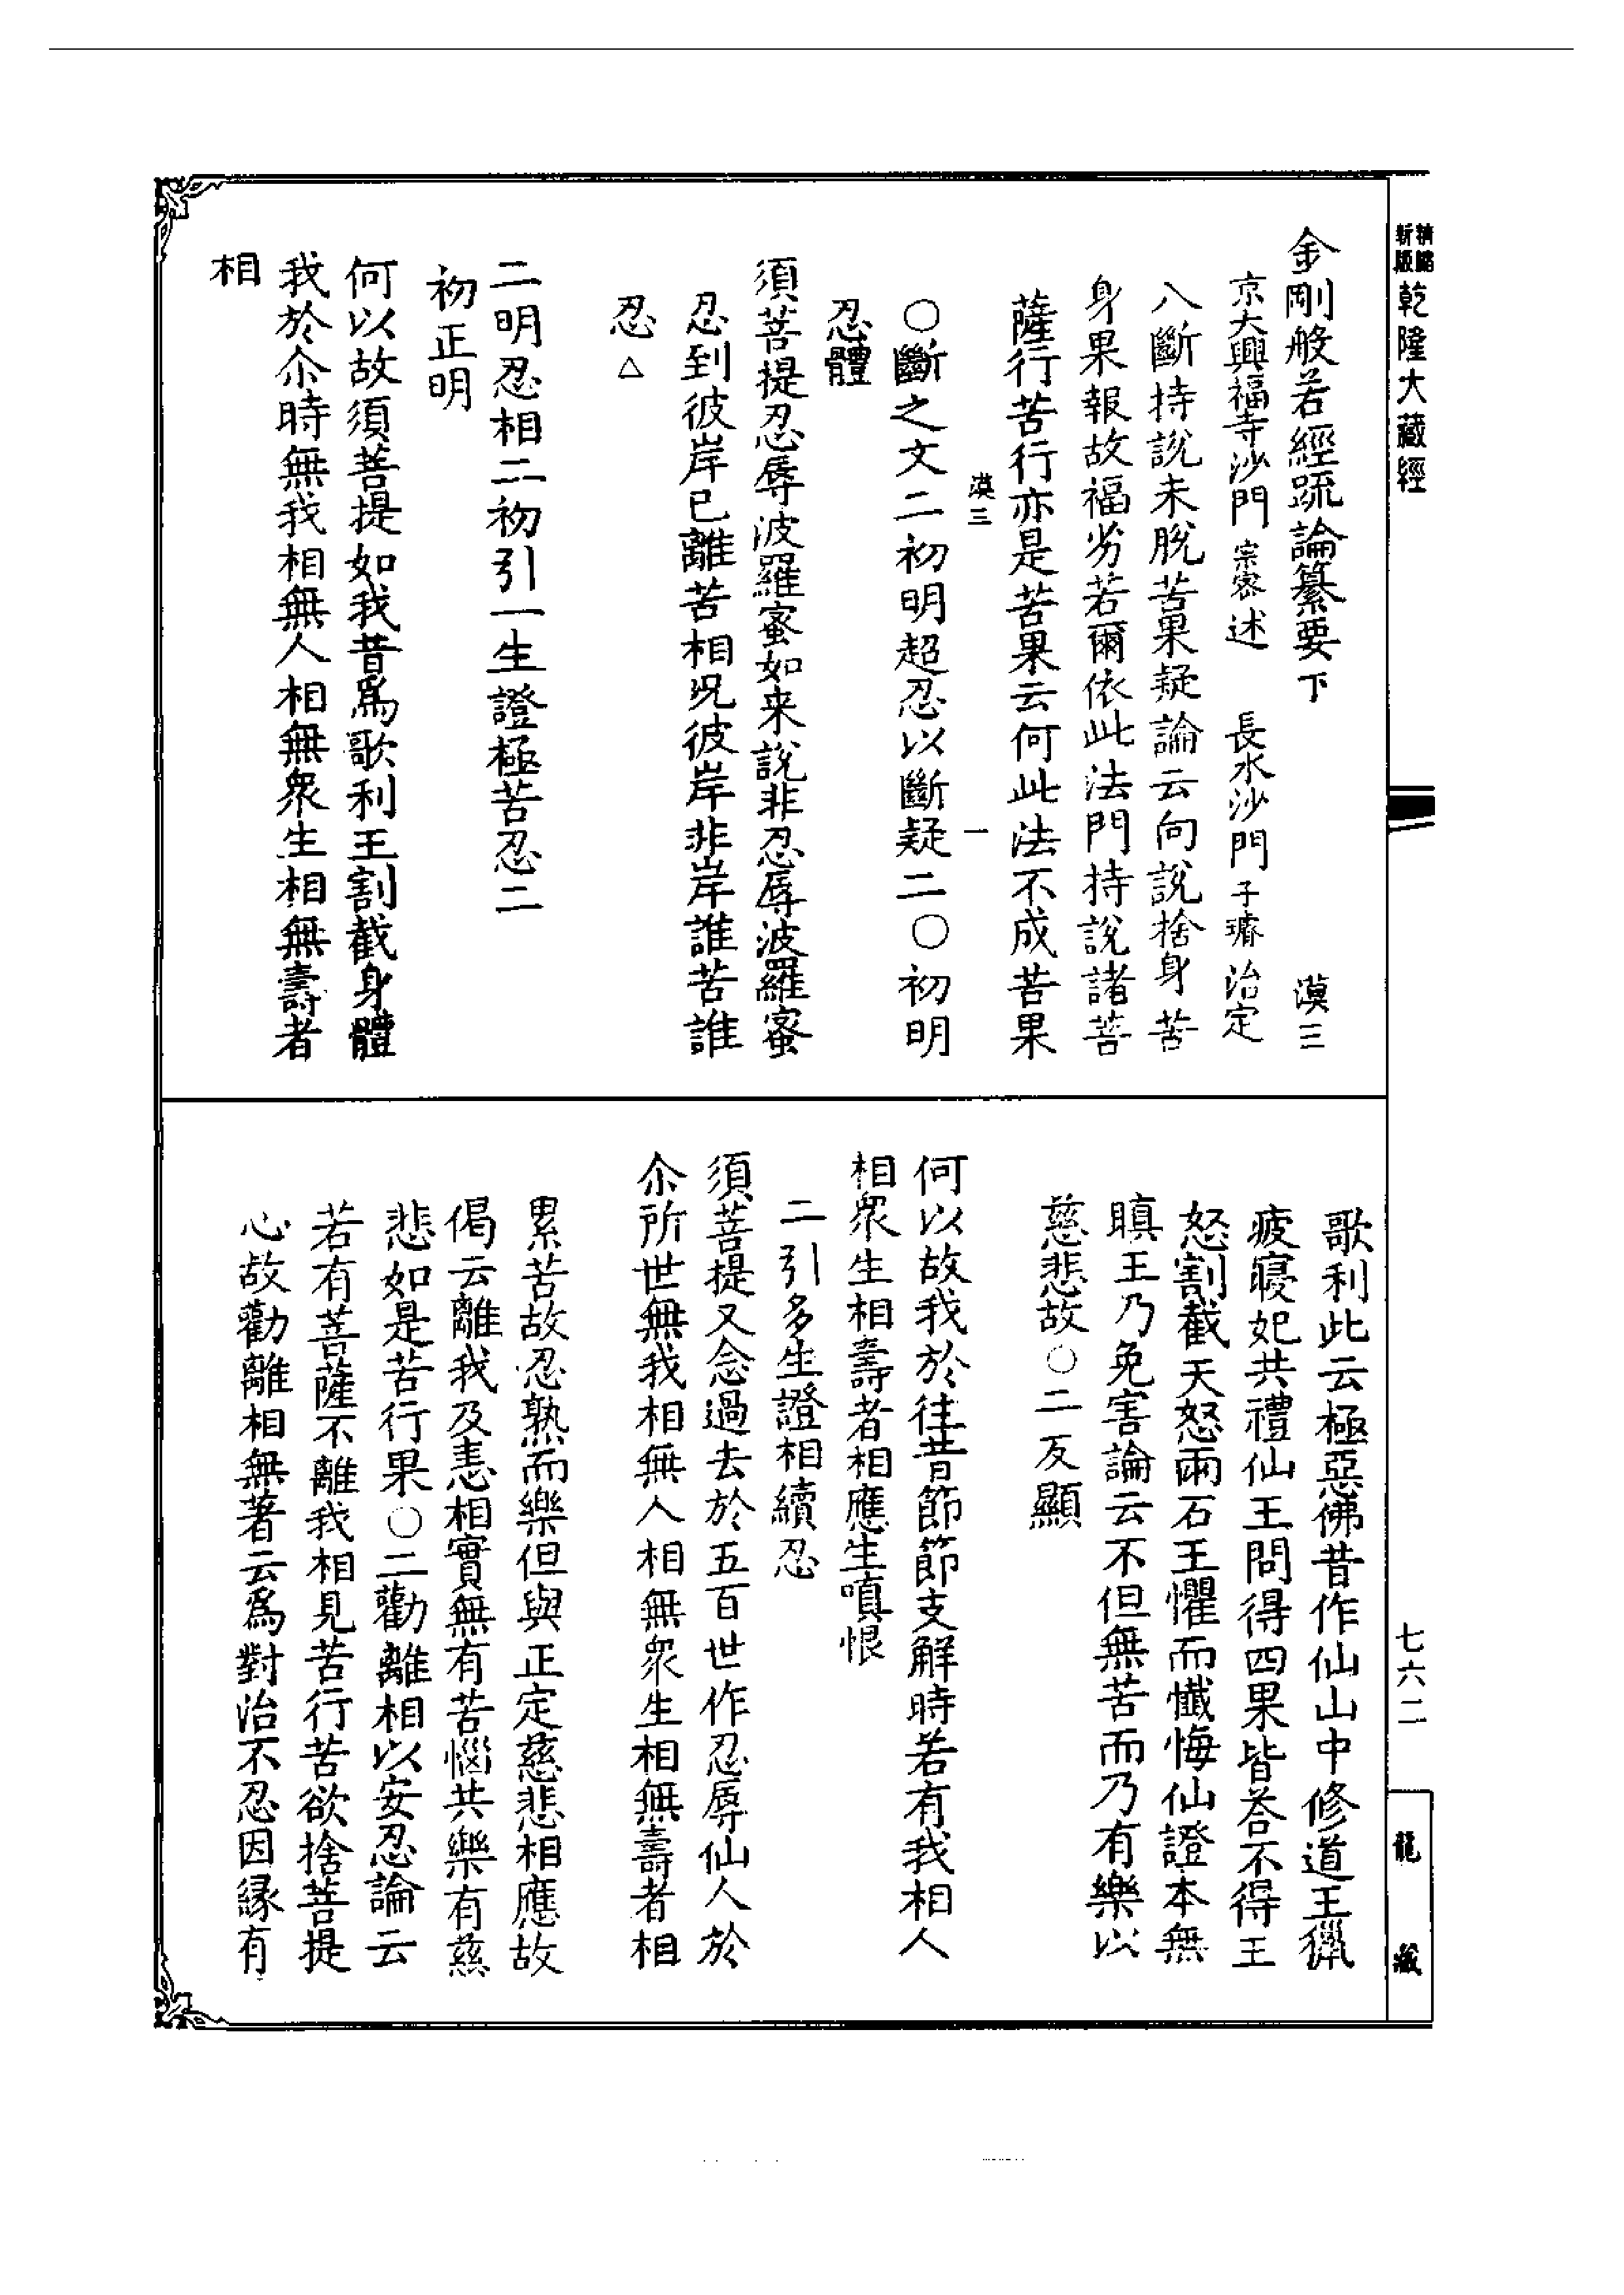 精縮新版乾隆大藏經
七六二
龍藏
金剛般若經疏論纂要下　漠三
京大興福寺沙門宗密述　長水沙門子璿治定
八斷持說未脫苦果疑論云向說捨身苦
身果報故福劣若爾依此法門持說諸菩
薩行苦行亦是苦果云何此法不成苦果
漠三　一
○斷之文二初明超忍以斷疑二○初明
忍體
須菩提忍辱波羅蜜如来說非忍辱波羅蜜
忍到彼岸已離苦相况彼岸非岸誰苦誰
忍△
二明忍相二初引一生證極苦忍二
初正明
何以故須菩提如我昔爲歌利王割截身體
我於尒時無我相無人相無衆生相無壽者
相
歌利此云極惡佛昔作仙山中修道王獵
疲寢妃共禮仙王問得四果皆荅不得王
怒割截天怒雨石王懼而懺悔仙證本無
瞋王乃免害論云不但無苦而乃有樂以
慈悲故○二反顯
何以故我於往昔節節支解時若有我相人
相衆生相壽者相應生嗔恨
二引多生證相續忍
須菩提又念過去於五百世作忍辱仙人於
尒所世無我相無人相無衆生相無壽者相
累苦故忍熟而樂但與正定慈悲相應故
偈云離我及恚相實無有苦惱共樂有慈
悲如是苦行果○二勸離相以安忍論云
若有菩薩不離我相見苦行苦欲捨菩提
心故勸離相無著云爲對治不忍因緣有